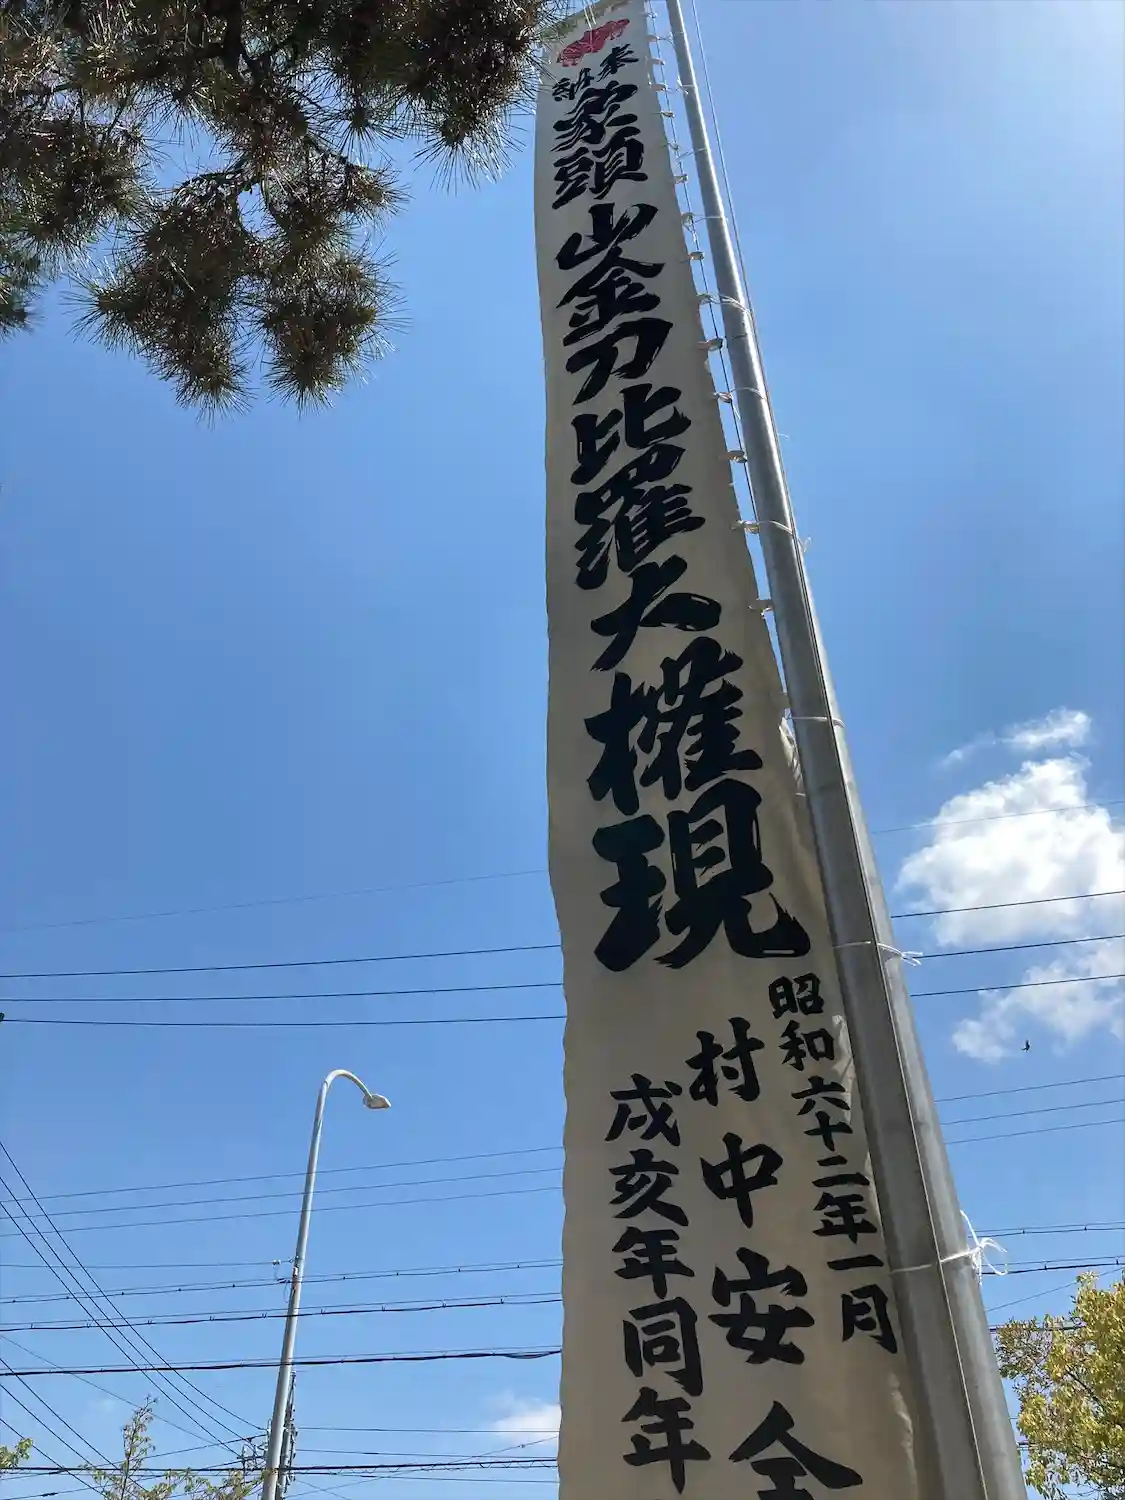 奉納
象頭山金刀比羅大権現
昭和六十二年一月
村中安全
戌亥年同年